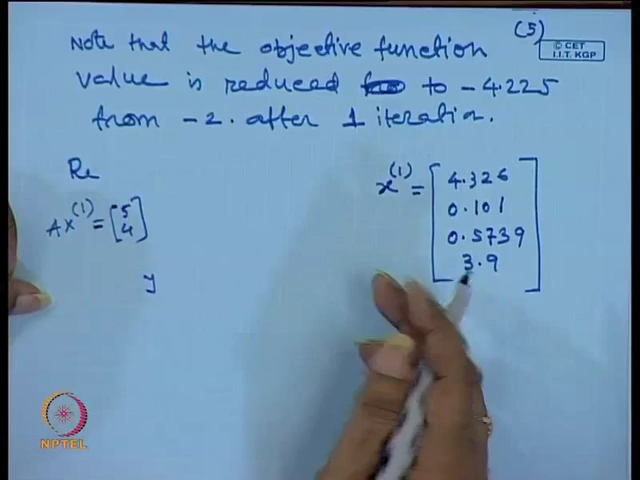 (5)
© CET
I.I.T. KGP
Note that the objective function
value is reduced to -4.225
from -2. after 1 iteration.
Re
x^(1) = [4.326
0.101
0.5739
3.9]
Ax^(1) = [5
4]
y
NPTEL